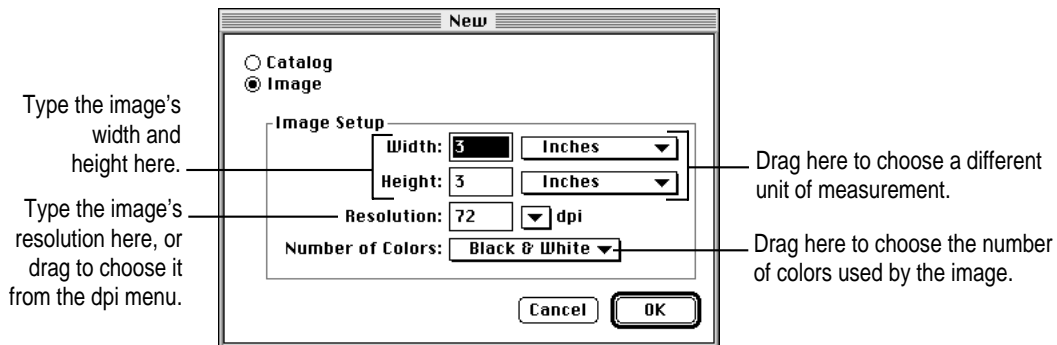 New
Catalog
Image
Image Setup
Width: 3 Inches
Height: 3 Inches
Resolution: 72 dpi
Number of Colors: Black & White
Cancel OK
Type the image's
width and
height here.
Type the image's
resolution here, or
drag to choose it
from the dpi menu.
Drag here to choose a different
unit of measurement.
Drag here to choose the number
of colors used by the image.